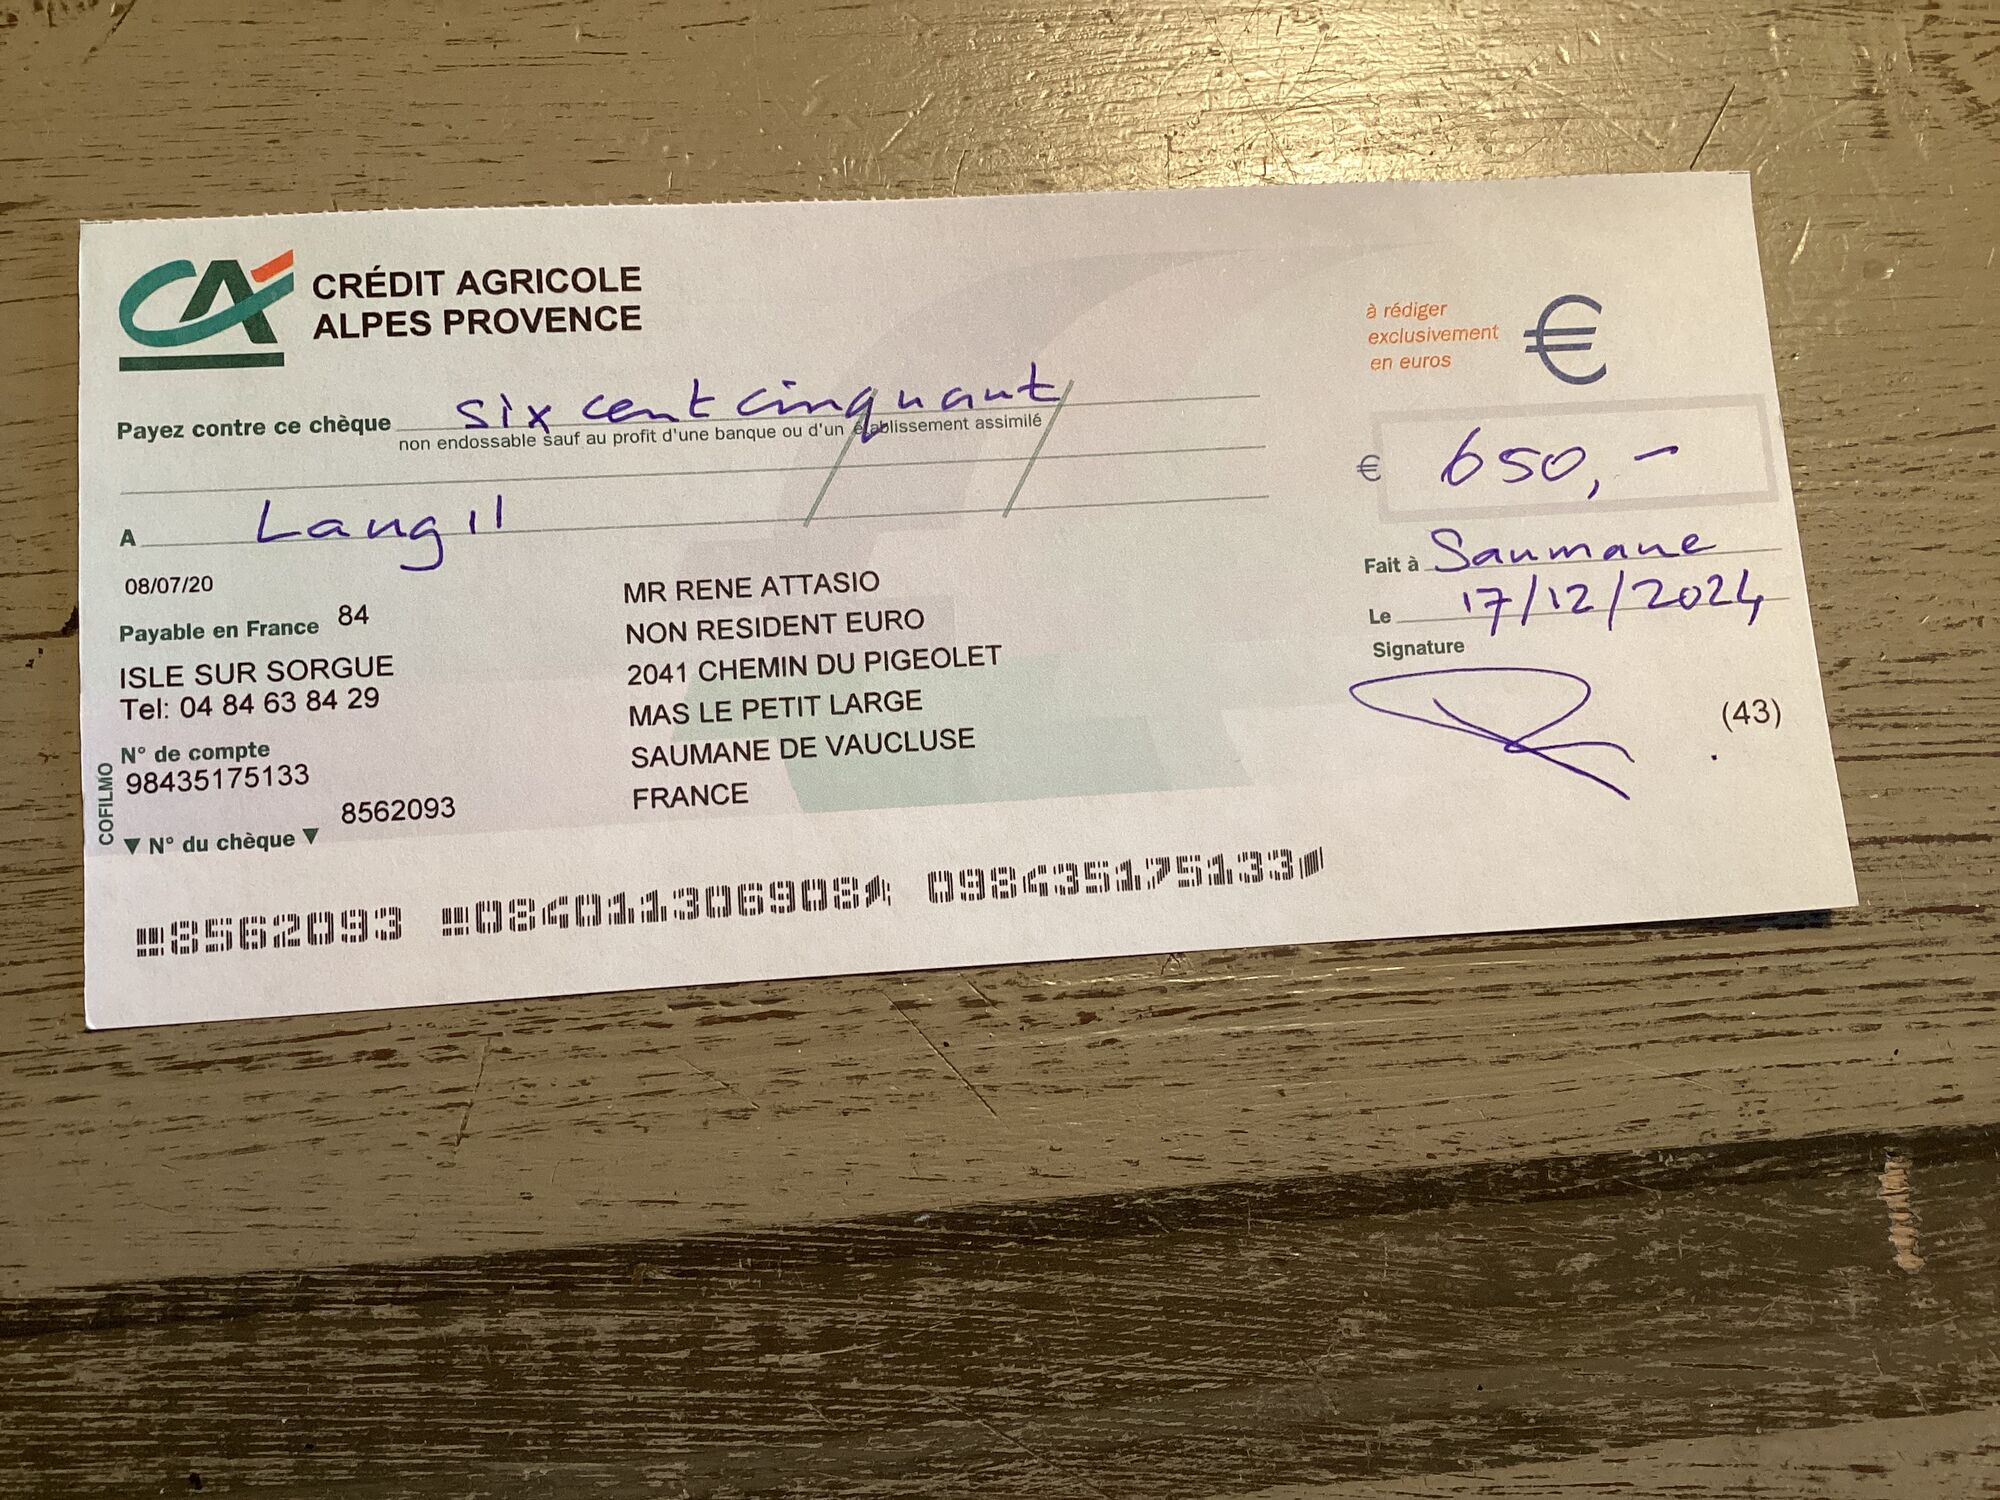 CRÉDIT AGRICOLE
ALPES PROVENCE
à rédiger
exclusivement
en euros
€
Payez contre ce chèque six cent cinquant
non endossable sauf au profit d'une banque ou d'un établissement assimilé
€ 650,-
A Langil
Fait à Saumane
Le 17/12/2024
Signature
(43)
08/07/20
Payable en France 84
ISLE SUR SORGUE
Tel: 04 84 63 84 29
N° de compte
98435175133
8562093
▼ N° du chèque ▼
COFILMO
MR RENE ATTASIO
NON RESIDENT EURO
2041 CHEMIN DU PIGEOLET
MAS LE PETIT LARGE
SAUMANE DE VAUCLUSE
FRANCE
8562093 084011306908 098435175133